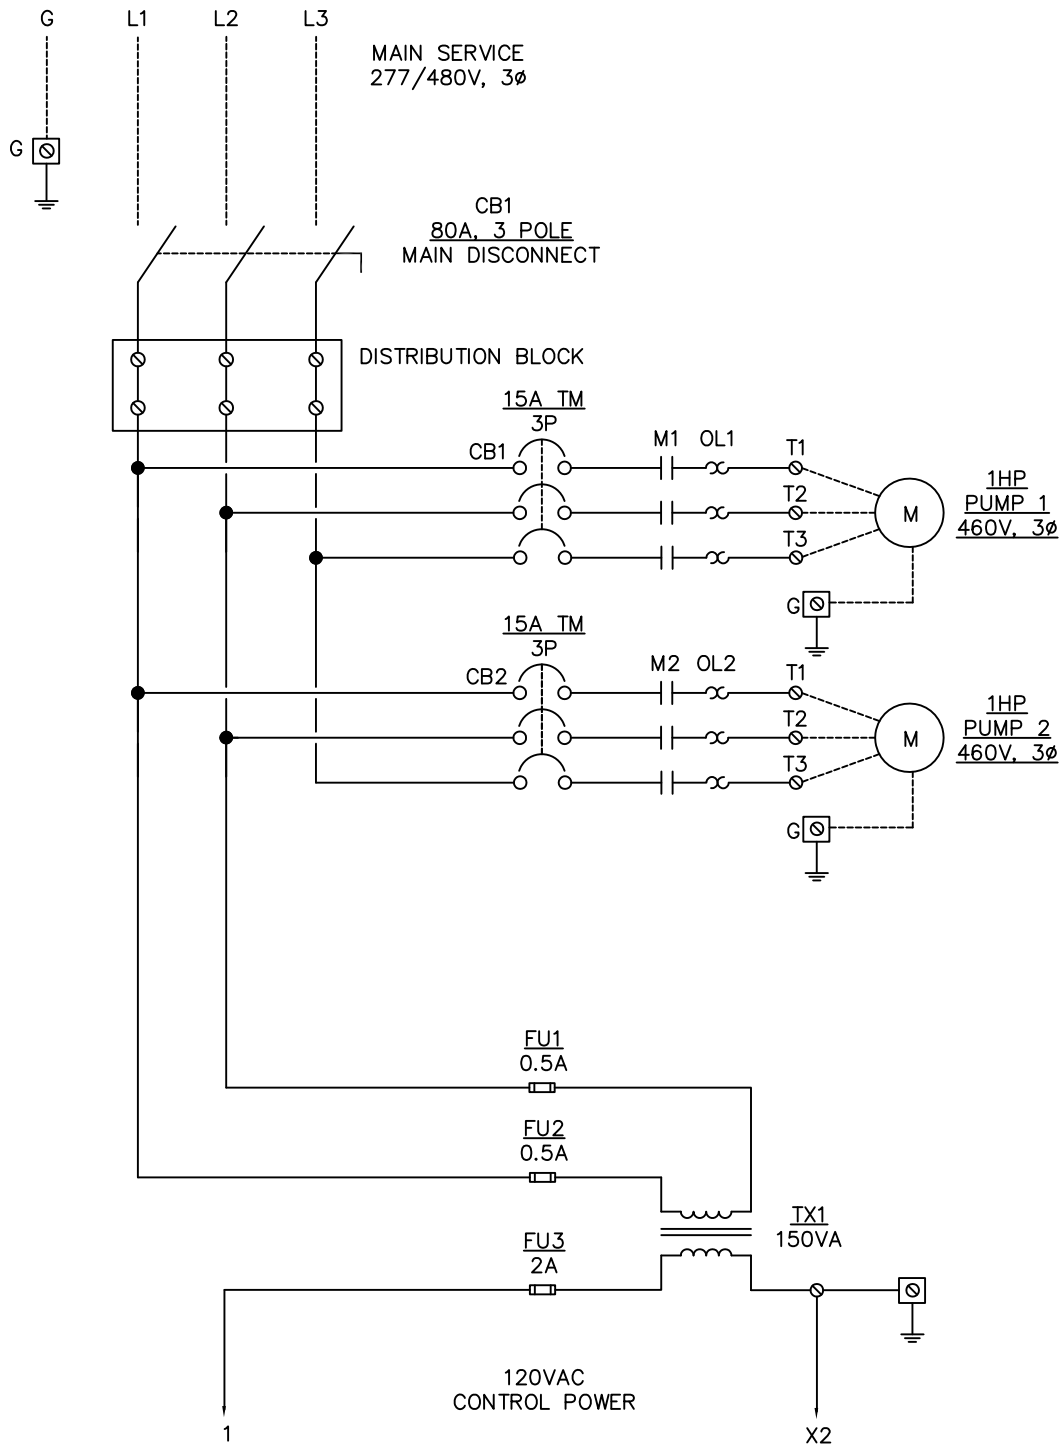 G
L1
L2
L3
MAIN SERVICE
277/480V, 3Ø
G
CB1
80A, 3 POLE
MAIN DISCONNECT
DISTRIBUTION BLOCK
15A TM
3P
CB1
M1
OL1
T1
T2
T3
M
1HP
PUMP 1
460V, 3Ø
G
15A TM
3P
CB2
M2
OL2
T1
T2
T3
M
1HP
PUMP 2
460V, 3Ø
G
FU1
0.5A
FU2
0.5A
TX1
150VA
FU3
2A
120VAC
CONTROL POWER
1
X2